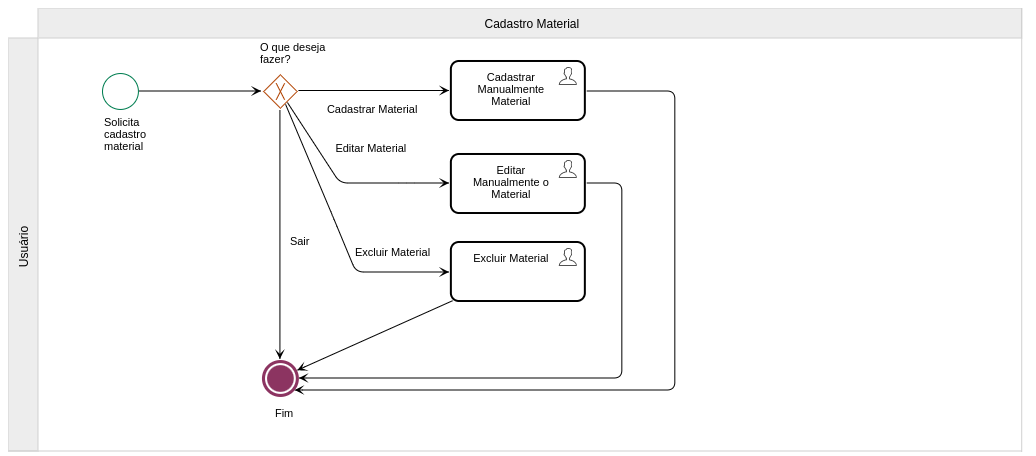 Cadastro Material
Usuário
O que deseja
fazer?
Solicita
cadastro
material
Cadastrar Material
Editar Material
Sair
Excluir Material
Cadastrar
Manualmente
Material
Editar
Manualmente o
Material
Excluir Material
Fim